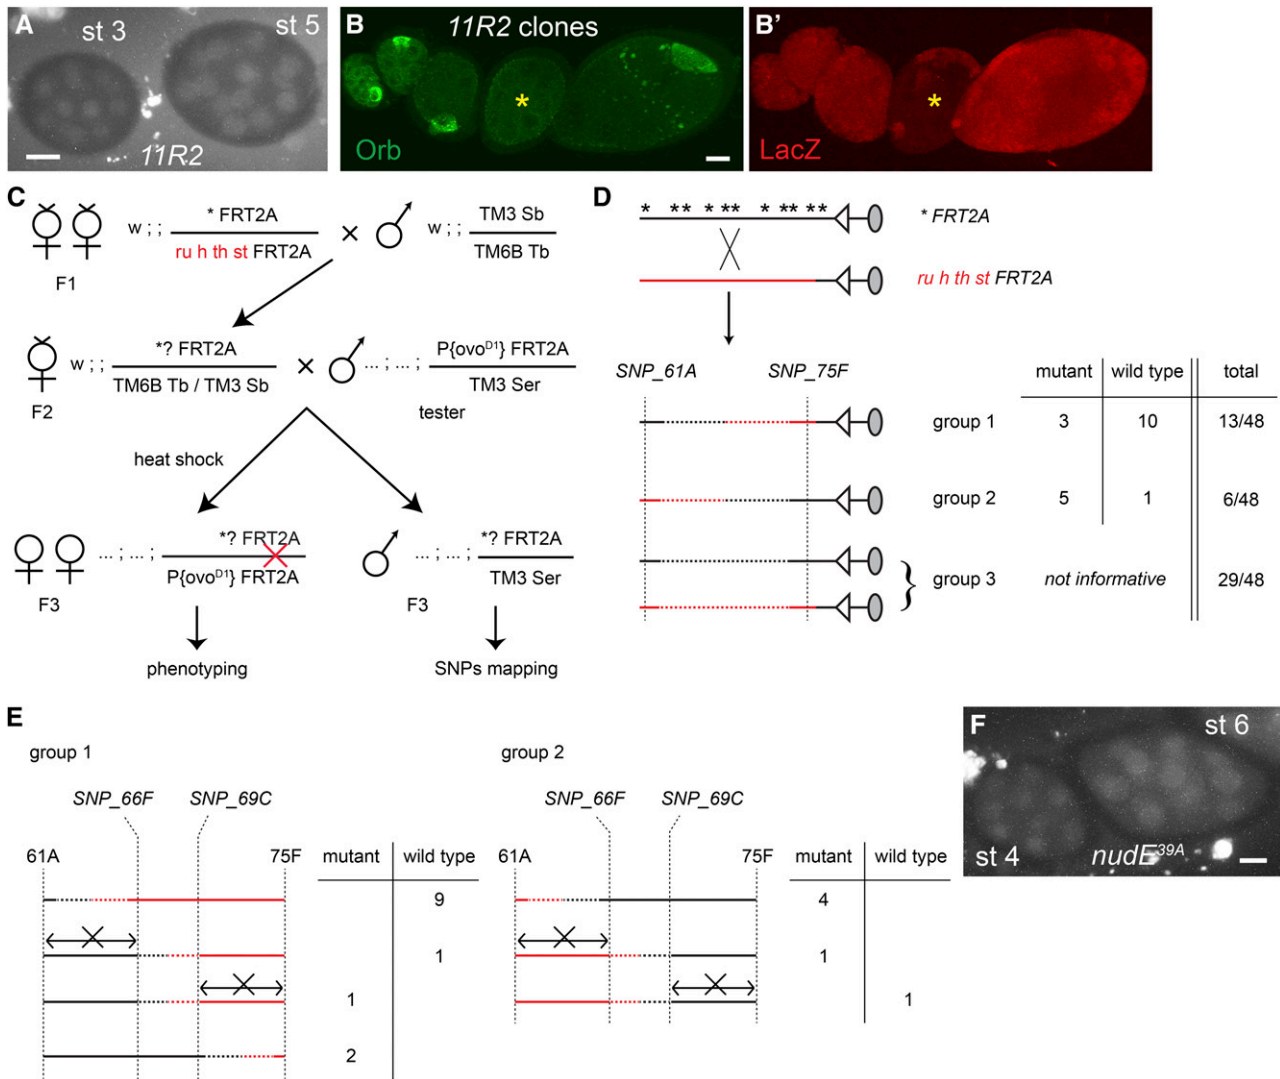 A
st 3
st 5
11R2
B
11R2 clones
*
Orb
B'
*
LacZ
C
w ; ;
* FRT2A
ru h th st FRT2A
×
w ; ;
TM3 Sb
TM6B Tb
F1
w ; ;
*? FRT2A
TM6B Tb / TM3 Sb
×
... ; ... ;
P{ovoD1} FRT2A
TM3 Ser
F2
tester
heat shock
... ; ... ;
*? FRT2A
P{ovoD1} FRT2A
F3
... ; ... ;
*? FRT2A
TM3 Ser
F3
phenotyping
SNPs mapping
D
* ** * ** * ** **
* FRT2A
ru h th st FRT2A
SNP_61A
SNP_75F
mutant
wild type
total
group 1
3
10
13/48
group 2
5
1
6/48
group 3
not informative
29/48
E
group 1
SNP_66F
SNP_69C
61A
75F
mutant
wild type
9
1
1
2
group 2
SNP_66F
SNP_69C
61A
75F
mutant
wild type
4
1
1
F
st 6
st 4
nudE39A